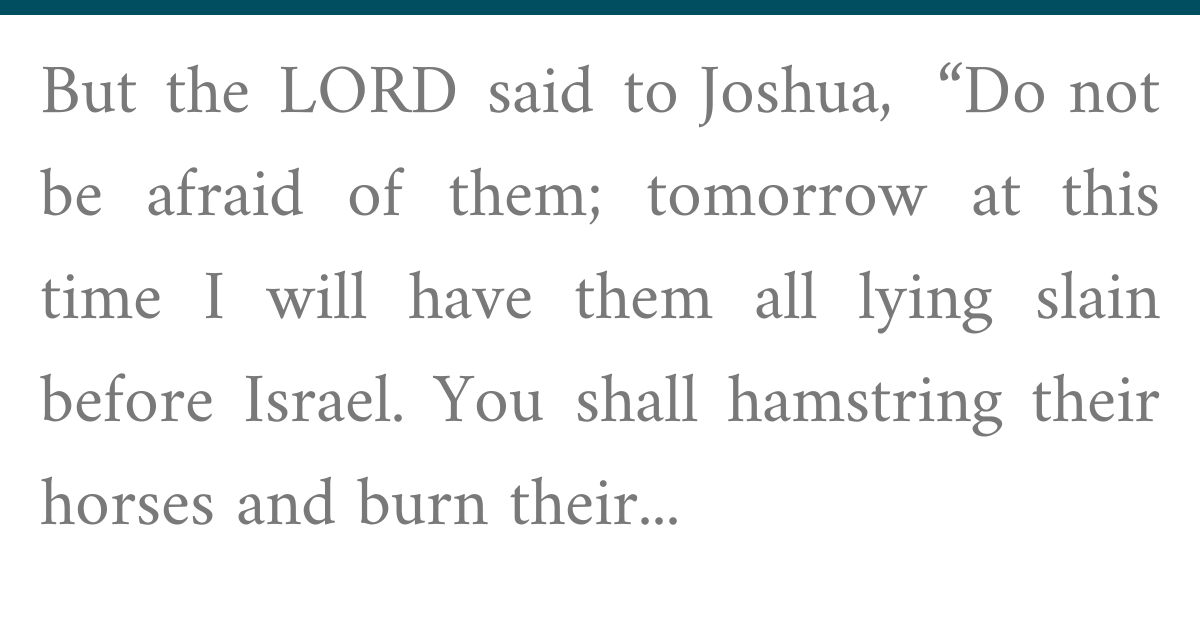 But the LORD said to Joshua, “Do not
be afraid of them; tomorrow at this
time I will have them all lying slain
before Israel. You shall hamstring their
horses and burn their...